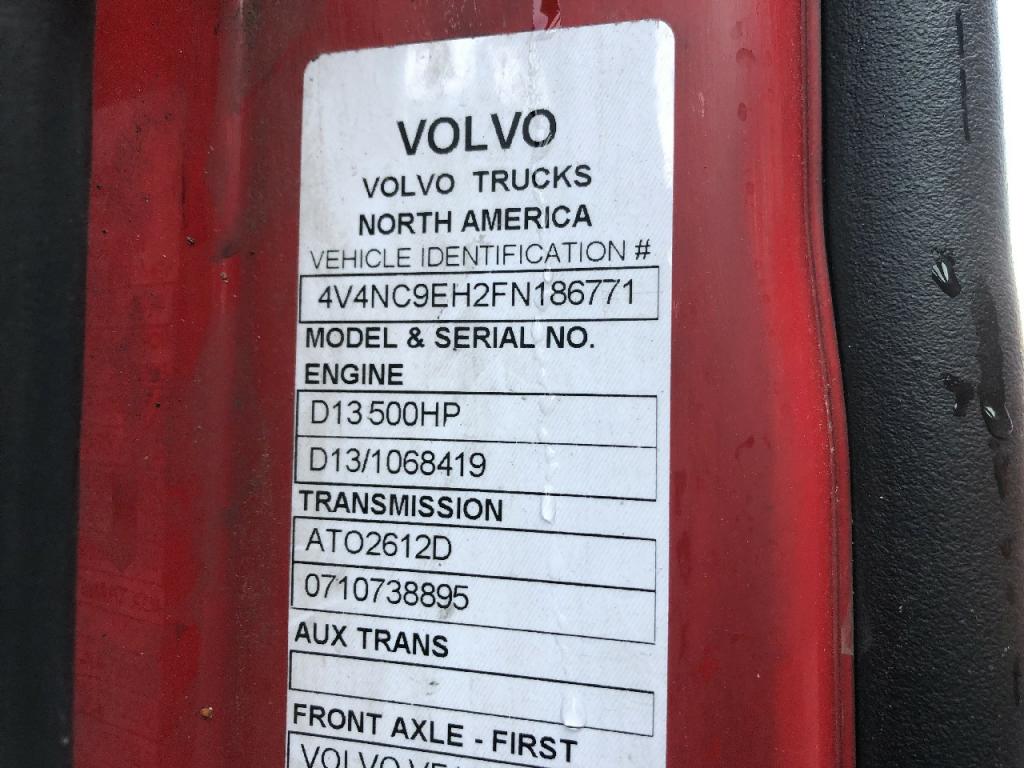 VOLVO
VOLVO TRUCKS
NORTH AMERICA
VEHICLE IDENTIFICATION #
4V4NC9EH2FN186771
MODEL & SERIAL NO.
ENGINE
D13 500HP
D13/1068419
TRANSMISSION
ATO2612D
0710738895
AUX TRANS
FRONT AXLE - FIRST
VOLVO